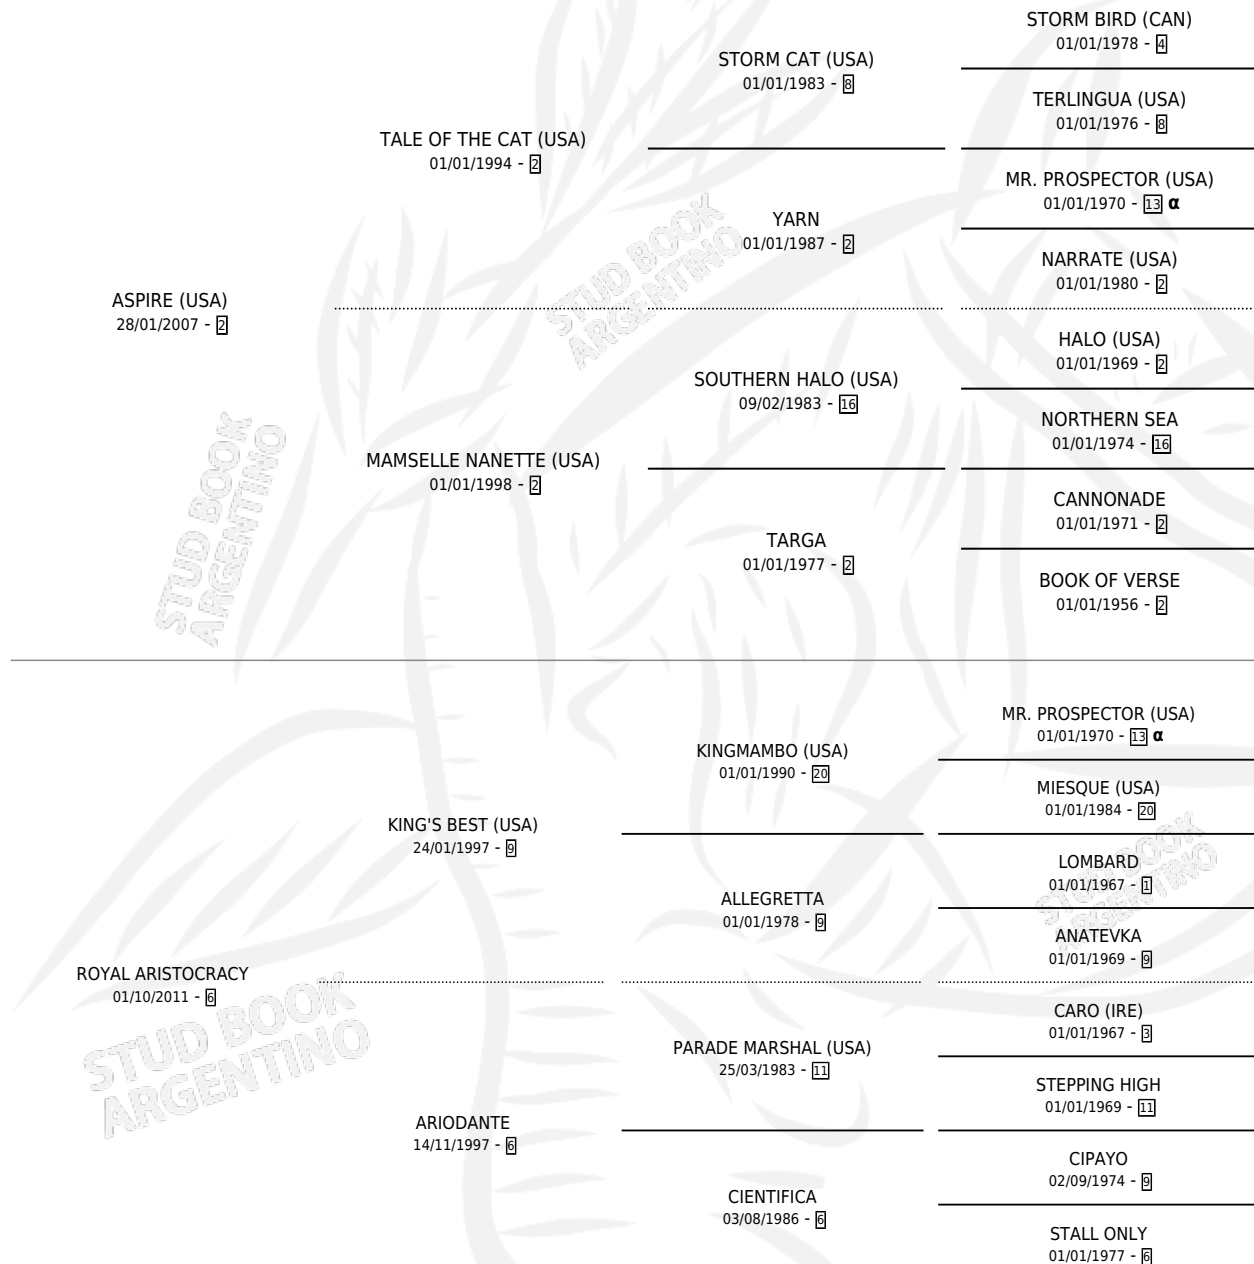 STORM BIRD (CAN)
01/01/1978 - 4
STORM CAT (USA)
01/01/1983 - 8
TERLINGUA (USA)
01/01/1976 - 8
TALE OF THE CAT (USA)
01/01/1994 - 2
MR. PROSPECTOR (USA)
01/01/1970 - 13 α
YARN
01/01/1987 - 2
NARRATE (USA)
01/01/1980 - 2
ASPIRE (USA)
28/01/2007 - 2
HALO (USA)
01/01/1969 - 2
SOUTHERN HALO (USA)
09/02/1983 - 16
NORTHERN SEA
01/01/1974 - 16
MAMSELLE NANETTE (USA)
01/01/1998 - 2
CANNONADE
01/01/1971 - 2
TARGA
01/01/1977 - 2
BOOK OF VERSE
01/01/1956 - 2
STUD BOOK
ARGENTINO
STUD BOOK
ARGENTINO
MR. PROSPECTOR (USA)
01/01/1970 - 13 α
KINGMAMBO (USA)
01/01/1990 - 20
MIESQUE (USA)
01/01/1984 - 20
KING'S BEST (USA)
24/01/1997 - 9
LOMBARD
01/01/1967 - 1
ALLEGRETTA
01/01/1978 - 9
ANATEVKA
01/01/1969 - 9
ROYAL ARISTOCRACY
01/10/2011 - 6
CARO (IRE)
01/01/1967 - 3
PARADE MARSHAL (USA)
25/03/1983 - 11
STEPPING HIGH
01/01/1969 - 11
ARIODANTE
14/11/1997 - 6
CIPAYO
02/09/1974 - 9
CIENTIFICA
03/08/1986 - 6
STALL ONLY
01/01/1977 - 6
STUD BOOK
ARGENTINO
STUD BOOK
ARGENTINO